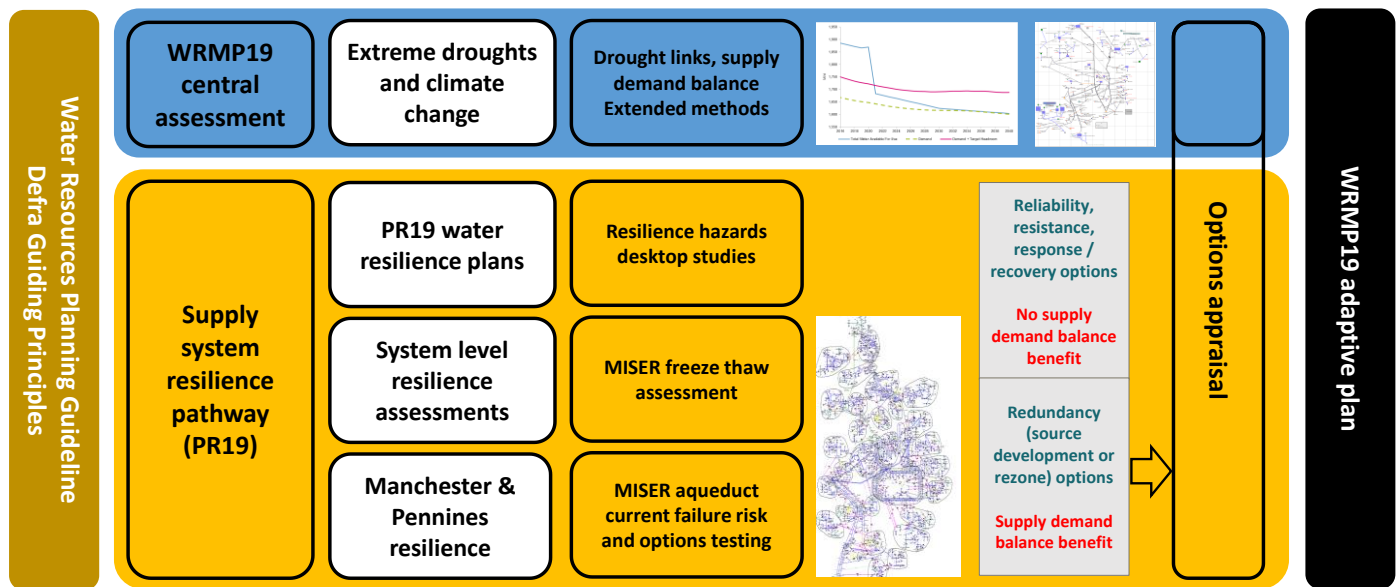 Water Resources Planning Guideline
Defra Guiding Principles
WRMP19
central
assessment
Extreme droughts
and climate
change
Drought links, supply
demand balance
Extended methods
Supply
system
resilience
pathway
(PR19)
PR19 water
resilience plans
Resilience hazards
desktop studies
System level
resilience
assessments
MISER freeze thaw
assessment
Manchester &
Pennines
resilience
MISER aqueduct
current failure risk
and options testing
Reliability,
resistance,
response /
recovery options
No supply
demand balance
benefit
Redundancy
(source
development or
rezone) options
Supply demand
balance benefit
Options appraisal
WRMP19 adaptive plan